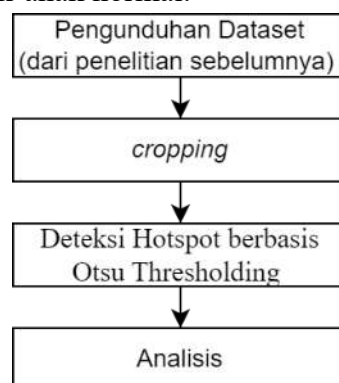 Pengunduhan Dataset
(dari penelitian sebelumnya)
cropping
Deteksi Hotspot berbasis
Otsu Thresholding
Analisis